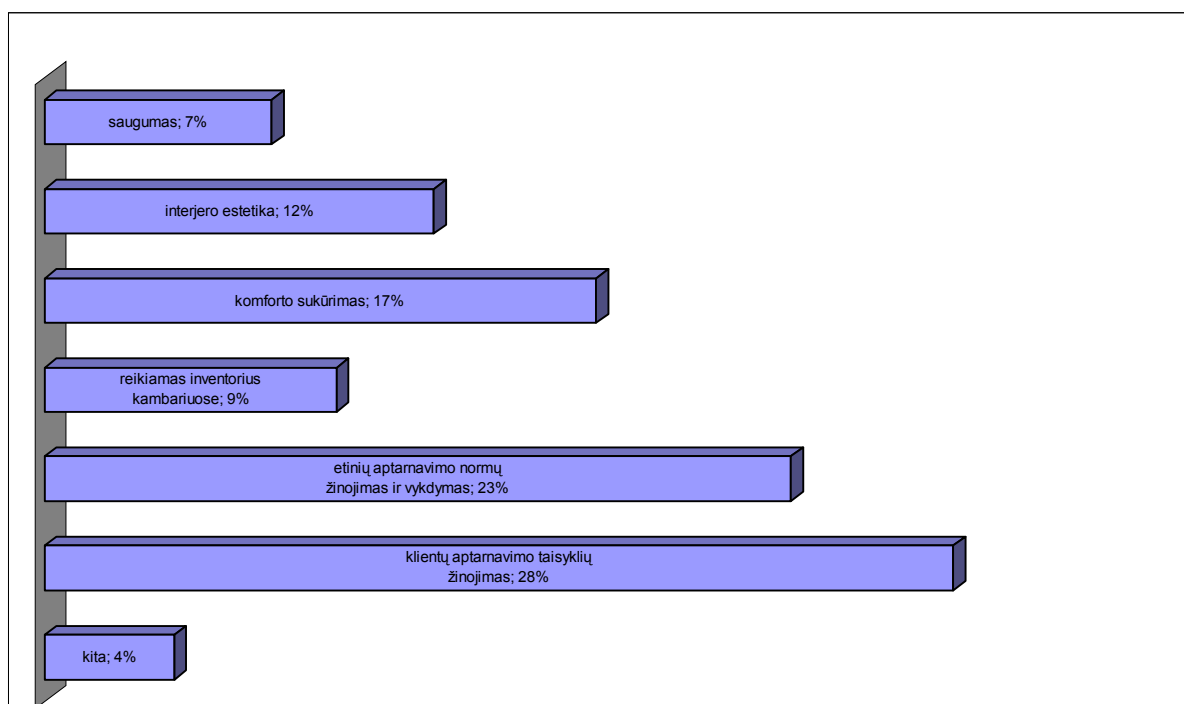 saugumas; 7%
interjero estetika; 12%
komforto sukūrimas; 17%
reikiamas inventorius
kambariuose; 9%
etinių aptarnavimo normų
žinojimas ir vykdymas; 23%
klientų aptarnavimo taisyklių
žinojimas; 28%
kita; 4%